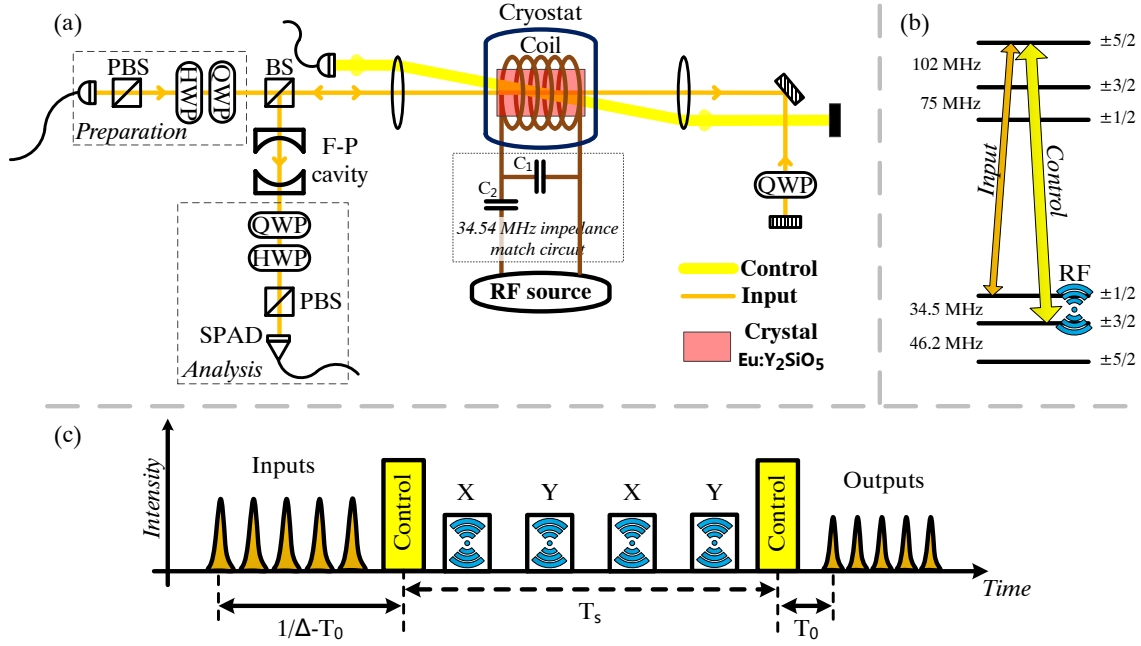 (a)
Cryostat
Coil
PBS
HWP
QWP
BS
Preparation
F-P
cavity
QWP
HWP
PBS
SPAD
Analysis
C₁
C₂
34.54 MHz impedance
match circuit
RF source
QWP
Control
Input
Crystal
Eu:Y₂SiO₅
(b)
±5/2
102 MHz
±3/2
75 MHz
±1/2
Input
Control
RF
±1/2
34.5 MHz
±3/2
46.2 MHz
±5/2
(c)
Intensity
Inputs
Control
X
Y
X
Y
Control
Outputs
Time
1/Δ-T₀
Tₛ
T₀